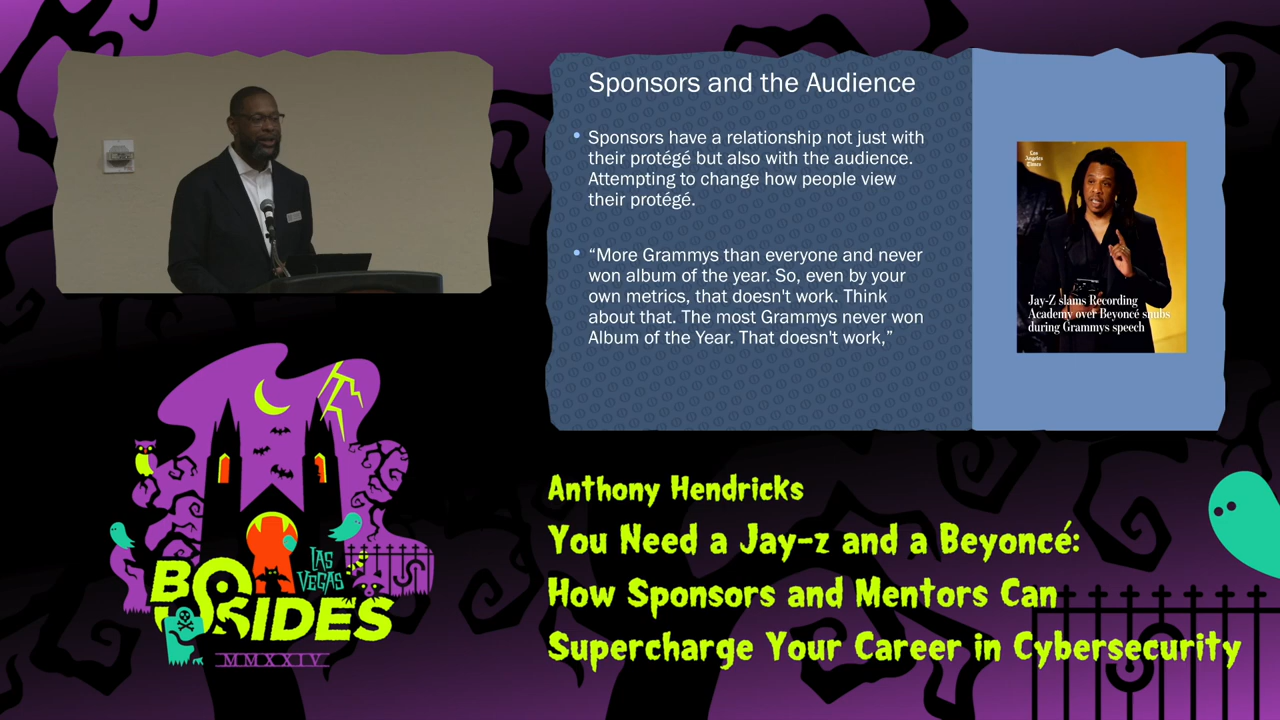 Sponsors and the Audience
• Sponsors have a relationship not just with
their protégé but also with the audience.
Attempting to change how people view
their protégé.
• “More Grammys than everyone and never
won album of the year. So, even by your
own metrics, that doesn't work. Think
about that. The most Grammys never won
Album of the Year. That doesn't work,”
Los
Angeles
Times
Jay-Z slams Recording
Academy over Beyoncé snubs
during Grammys speech
BSIDES
LAS
VEGAS
MMXXIV
Anthony Hendricks
You Need a Jay-z and a Beyoncé:
How Sponsors and Mentors Can
Supercharge Your Career in Cybersecurity